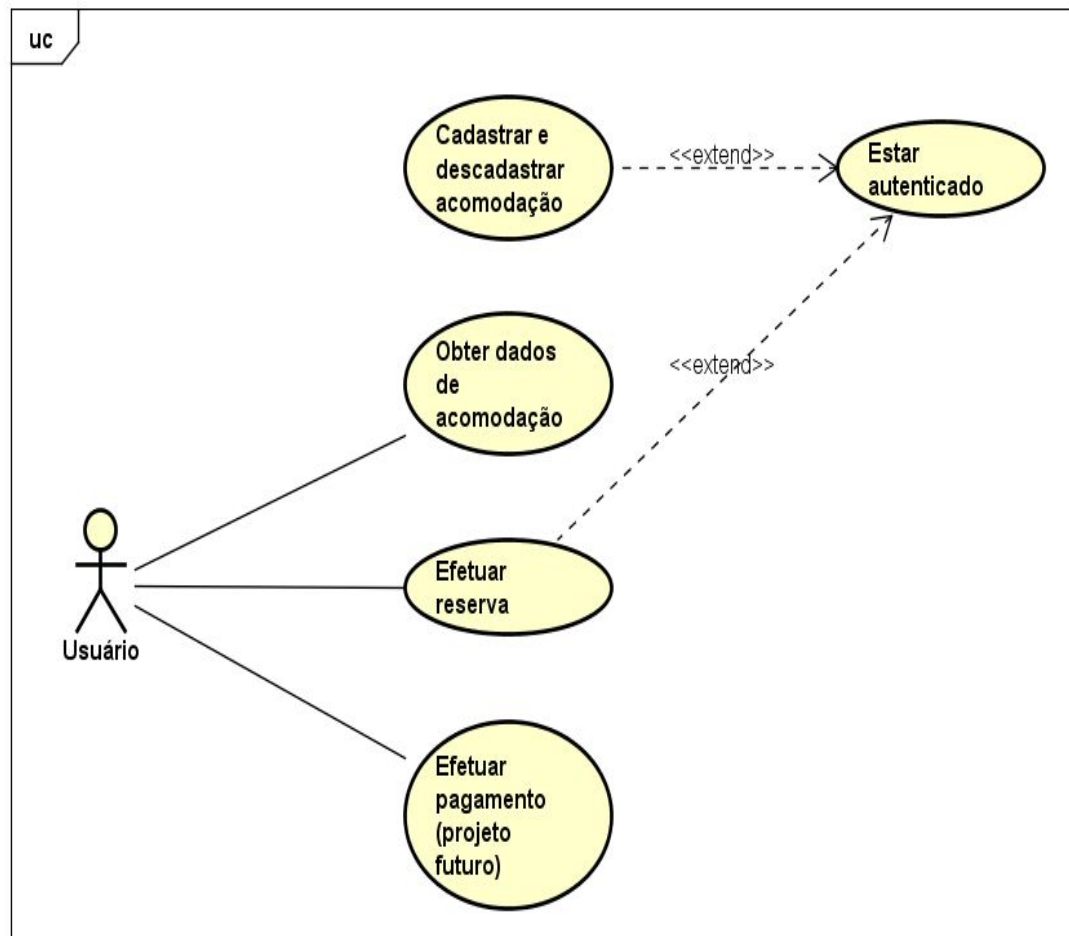 uc
Cadastrar e
descadastrar
acomodação
<<extend>>
Estar
autenticado
Obter dados
de
acomodação
<<extend>>
Efetuar
reserva
Usuário
Efetuar
pagamento
(projeto
futuro)